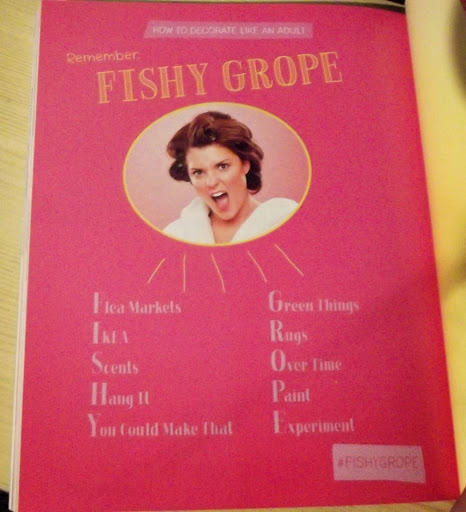 HOW TO DECORATE LIKE AN ADULT
Remember:
FISHY GROPE
Flea Markets
IKEA
Scents
Hang It
You Could Make That
Green Things
Rugs
Over Time
Paint
Experiment
#FISHYGROPE